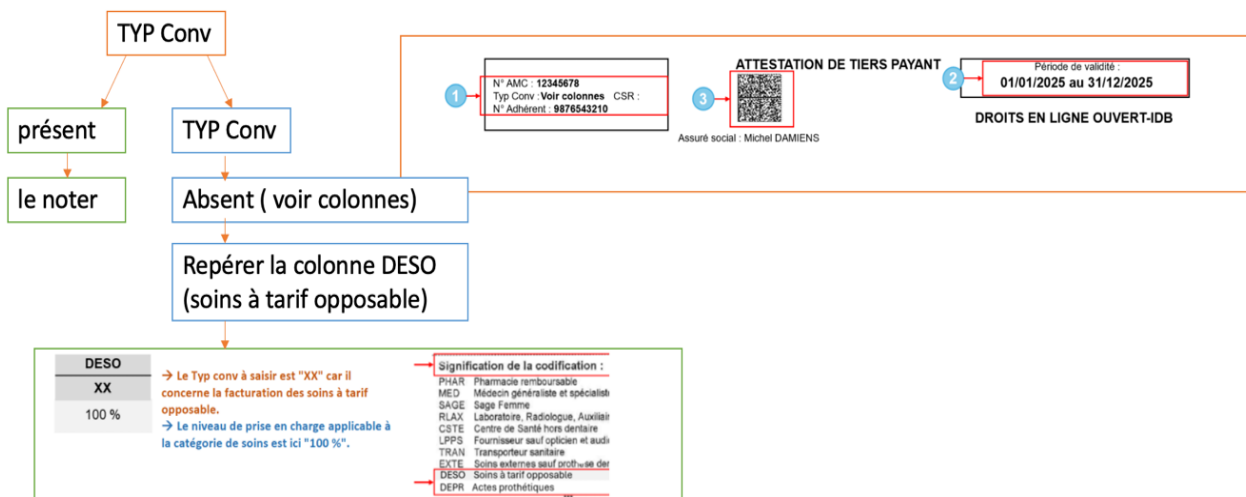 TYP Conv
présent
TYP Conv
le noter
Absent ( voir colonnes)
Repérer la colonne DESO
(soins à tarif opposable)
1
N° AMC : 12345678
Typ Conv : Voir colonnes CSR :
N° Adhérent : 9876543210
ATTESTATION DE TIERS PAYANT
3
Assuré social : Michel DAMIENS
2
Période de validité :
01/01/2025 au 31/12/2025
DROITS EN LIGNE OUVERT-IDB
DESO
XX
100 %
→ Le Typ conv à saisir est "XX" car il
concerne la facturation des soins à tarif
opposable.
→ Le niveau de prise en charge applicable à
la catégorie de soins est ici "100 %".
Signification de la codification :
PHAR Pharmacie remboursable
MED Médecin généraliste et spécialist
SAGE Sage Femme
RLAX Laboratoire, Radiologue, Auxiliair
CSTE Centre de Santé hors dentaire
LPPS Fournisseur sauf opticien et audi
TRAN Transporteur sanitaire
EXTE Soins externes sauf der
DESO Soins à tarif opposable
DEPR Actes prothétiques